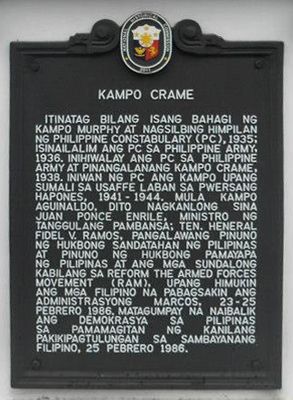 KAMPO CRAME
ITINATAG BILANG ISANG BAHAGI NG
KAMPO MURPHY AT NAGSILBING HIMPILAN
NG PHILIPPINE CONSTABULARY (PC), 1935;
ISINAILALIM ANG PC SA PHILIPPINE ARMY,
1936. INIHIWALAY ANG PC SA PHILIPPINE
ARMY AT PINANGALANANG KAMPO CRAME,
1938. INIWAN NG PC ANG KAMPO UPANG
SUMALI SA USAFFE LABAN SA PWERSANG
HAPONES, 1941-1944. MULA KAMPO
AGUINALDO, DITO NAGKANLONG SINA
JUAN PONCE ENRILE, MINISTRO NG
TANGGULANG PAMBANSA; TEN. HENERAL
FIDEL V. RAMOS, PANGALAWANG PINUNO
NG HUKBONG SANDATAHAN NG PILIPINAS
AT PINUNO NG HUKBONG PAMAYAPA
NG PILIPINAS AT ANG MGA SUNDALONG
KABILANG SA REFORM THE ARMED FORCES
MOVEMENT (RAM), UPANG HIMUKIN
ANG MGA FILIPINO NA PABAGSAKIN ANG
ADMINISTRASYONG MARCOS, 23-25
PEBRERO 1986. MATAGUMPAY NA NAIBALIK
ANG DEMOKRASYA SA PILIPINAS
SA PAMAMAGITAN NG KANILANG
PAKIKIPAGTULUNGAN SA SAMBAYANANG
FILIPINO, 25 PEBRERO 1986.